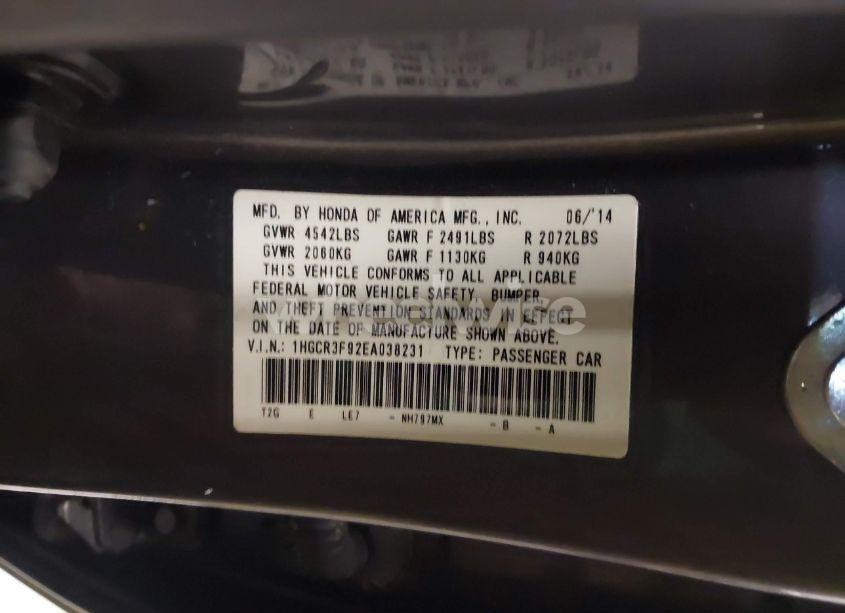 MFD. BY HONDA OF AMERICA MFG., INC. 06/'14
GVWR 4542LBS GAWR F 2491LBS R 2072LBS
GVWR 2060KG GAWR F 1130KG R 940KG
THIS VEHICLE CONFORMS TO ALL APPLICABLE
FEDERAL MOTOR VEHICLE SAFETY, BUMPER,
AND THEFT PREVENTION STANDARDS IN EFFECT
ON THE DATE OF MANUFACTURE SHOWN ABOVE.
V.I.N.: 1HGCR3F92EA038231 TYPE: PASSENGER CAR
T2G E LE7 - NH797MX - B - A